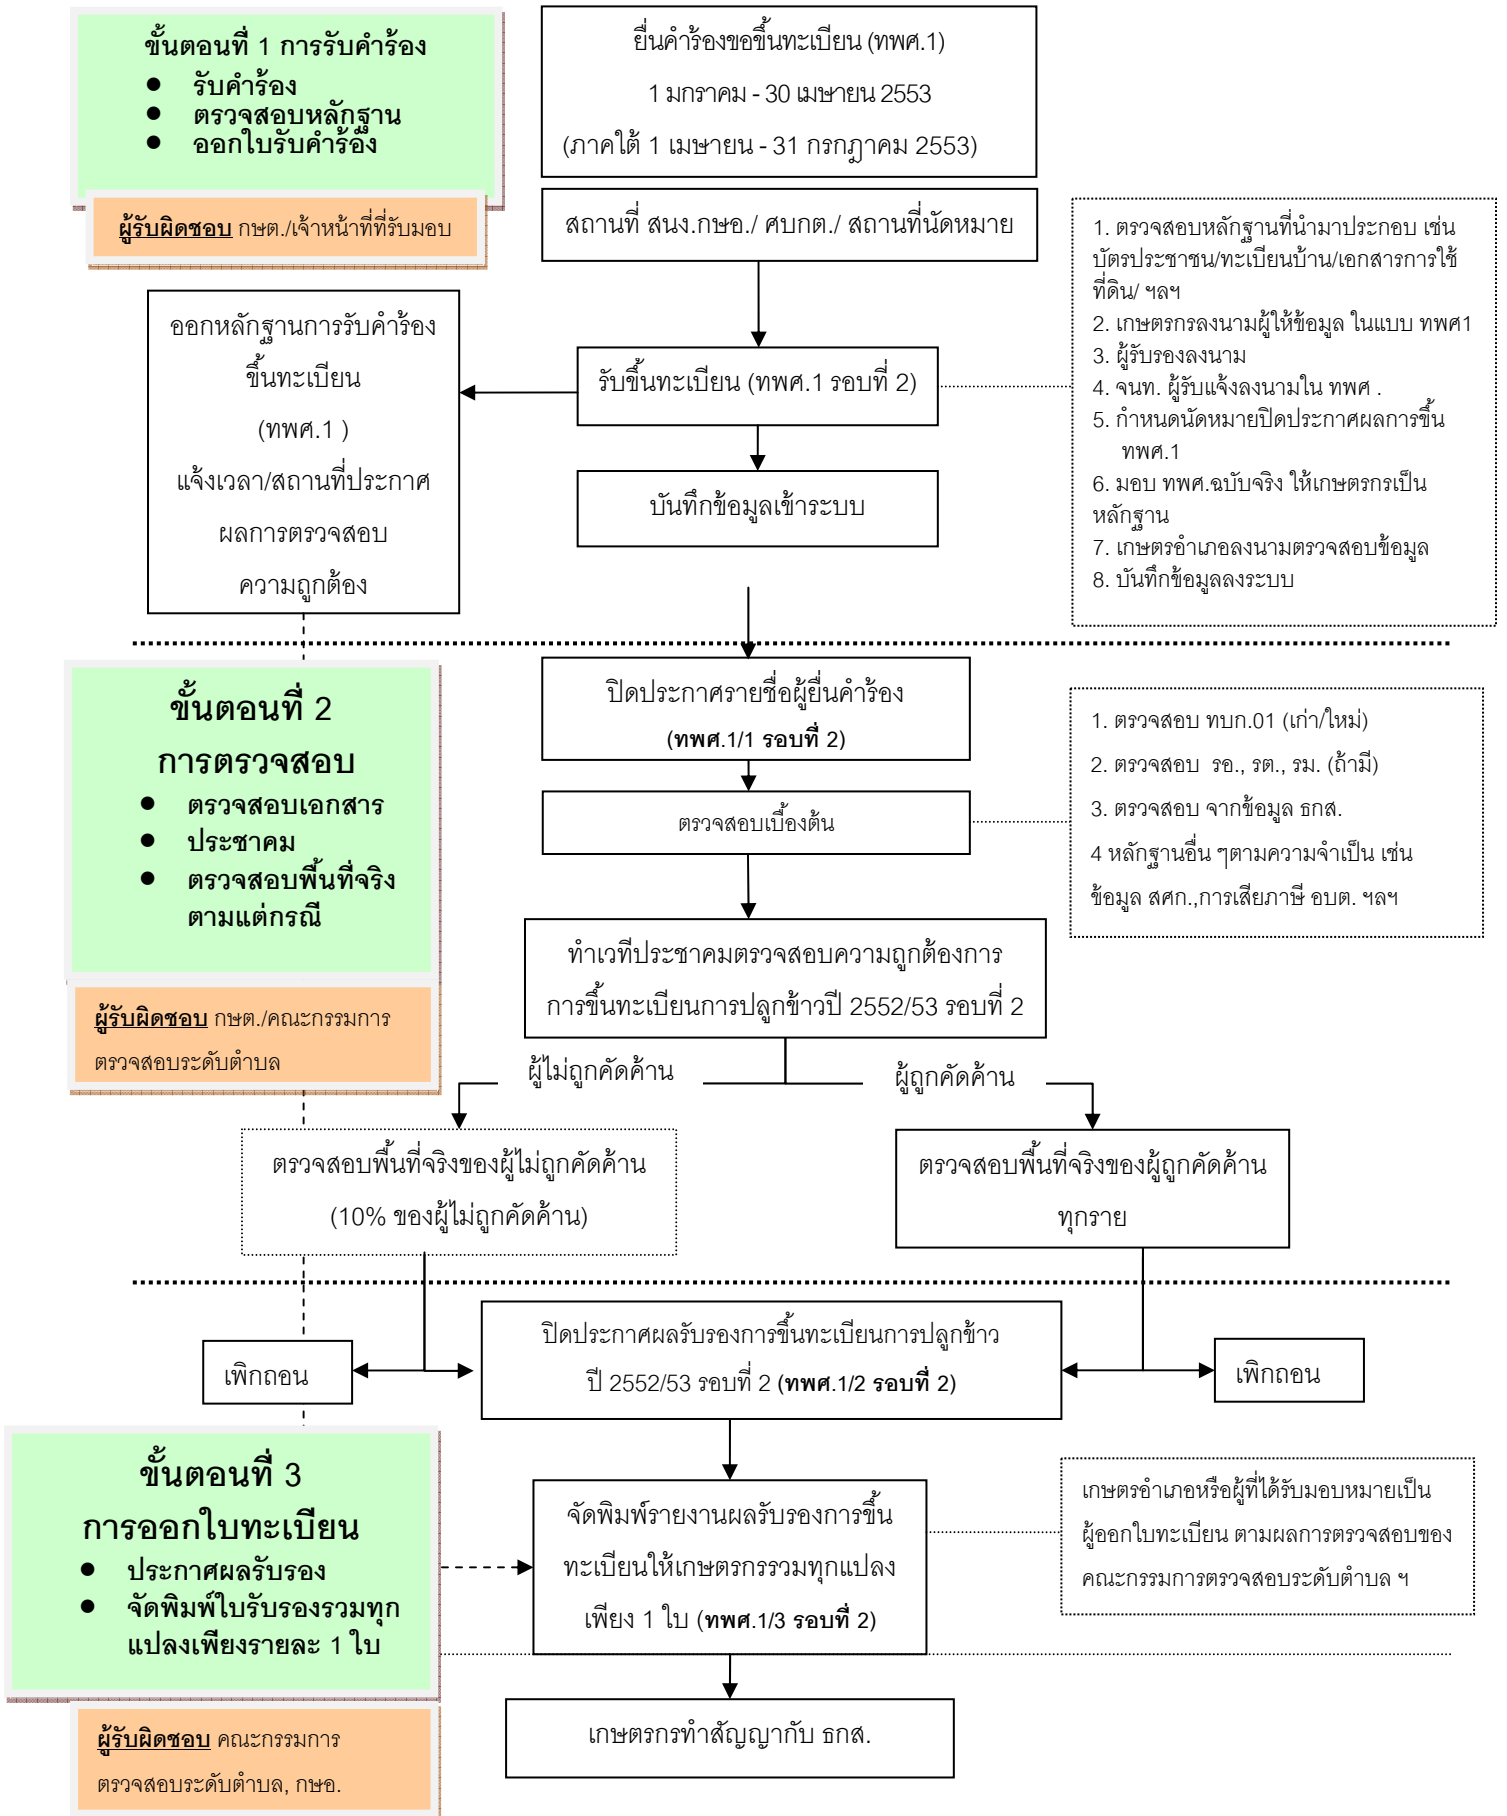 ขั้นตอนที่ 1 การรับคำร้อง
● รับคำร้อง
● ตรวจสอบหลักฐาน
● ออกใบรับคำร้อง
ผู้รับผิดชอบ กษต./เจ้าหน้าที่ที่รับมอบ
ยื่นคำร้องขอขึ้นทะเบียน (ทพศ.1)
1 มกราคม - 30 เมษายน 2553
(ภาคใต้ 1 เมษายน - 31 กรกฎาคม 2553)
สถานที่ สนง.กษอ./ ศบกต./ สถานที่นัดหมาย
ออกหลักฐานการรับคำร้อง
ขึ้นทะเบียน
(ทพศ.1 )
แจ้งเวลา/สถานที่ประกาศ
ผลการตรวจสอบ
ความถูกต้อง
รับขึ้นทะเบียน (ทพศ.1 รอบที่ 2)
บันทึกข้อมูลเข้าระบบ
1. ตรวจสอบหลักฐานที่นำมาประกอบ เช่น
บัตรประชาชน/ทะเบียนบ้าน/เอกสารการใช้
ที่ดิน/ ฯลฯ
2. เกษตรกรลงนามผู้ให้ข้อมูล ในแบบ ทพศ1
3. ผู้รับรองลงนาม
4. จนท. ผู้รับแจ้งลงนามใน ทพศ .
5. กำหนดนัดหมายปิดประกาศผลการขึ้น
ทพศ.1
6. มอบ ทพศ.ฉบับจริง ให้เกษตรกรเป็น
หลักฐาน
7. เกษตรอำเภอลงนามตรวจสอบข้อมูล
8. บันทึกข้อมูลลงระบบ
ขั้นตอนที่ 2
การตรวจสอบ
● ตรวจสอบเอกสาร
● ประชาคม
● ตรวจสอบพื้นที่จริง
ตามแต่กรณี
ผู้รับผิดชอบ กษต./คณะกรรมการ
ตรวจสอบระดับตำบล
ปิดประกาศรายชื่อผู้ยื่นคำร้อง
(ทพศ.1/1 รอบที่ 2)
ตรวจสอบเบื้องต้น
1. ตรวจสอบ ทบก.01 (เก่า/ใหม่)
2. ตรวจสอบ รอ., รต., รม. (ถ้ามี)
3. ตรวจสอบ จากข้อมูล ธกส.
4 หลักฐานอื่น ๆตามความจำเป็น เช่น
ข้อมูล สศก.,การเสียภาษี อบต. ฯลฯ
ทำเวทีประชาคมตรวจสอบความถูกต้องการ
การขึ้นทะเบียนการปลูกข้าวปี 2552/53 รอบที่ 2
ผู้ไม่ถูกคัดค้าน
ผู้ถูกคัดค้าน
ตรวจสอบพื้นที่จริงของผู้ไม่ถูกคัดค้าน
(10% ของผู้ไม่ถูกคัดค้าน)
ตรวจสอบพื้นที่จริงของผู้ถูกคัดค้าน
ทุกราย
เพิกถอน
ปิดประกาศผลรับรองการขึ้นทะเบียนการปลูกข้าว
ปี 2552/53 รอบที่ 2 (ทพศ.1/2 รอบที่ 2)
เพิกถอน
ขั้นตอนที่ 3
การออกใบทะเบียน
● ประกาศผลรับรอง
● จัดพิมพ์ใบรับรองรวมทุก
แปลงเพียงรายละ 1 ใบ
ผู้รับผิดชอบ คณะกรรมการ
ตรวจสอบระดับตำบล, กษอ.
จัดพิมพ์รายงานผลรับรองการขึ้น
ทะเบียนให้เกษตรกรรวมทุกแปลง
เพียง 1 ใบ (ทพศ.1/3 รอบที่ 2)
เกษตรอำเภอหรือผู้ที่ได้รับมอบหมายเป็น
ผู้ออกใบทะเบียน ตามผลการตรวจสอบของ
คณะกรรมการตรวจสอบระดับตำบล ฯ
เกษตรกรทำสัญญากับ ธกส.